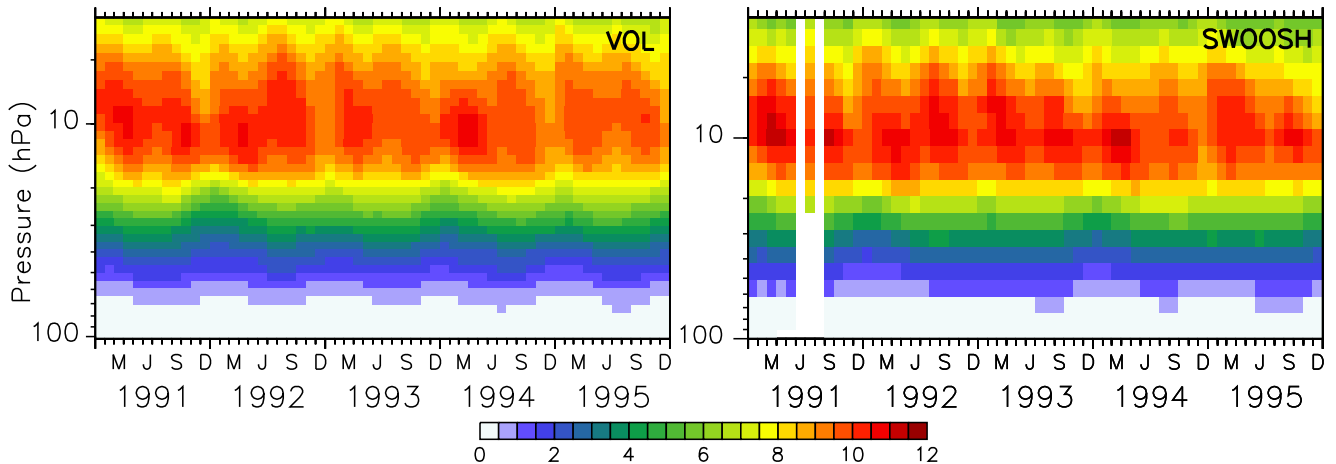 VOL
SWOOSH
Pressure (hPa)
10
100
10
100
M J S D M J S D M J S D M J S D M J S D
M J S D M J S D M J S D M J S D M J S D
1991 1992 1993 1994 1995
1991 1992 1993 1994 1995
0 2 4 6 8 10 12